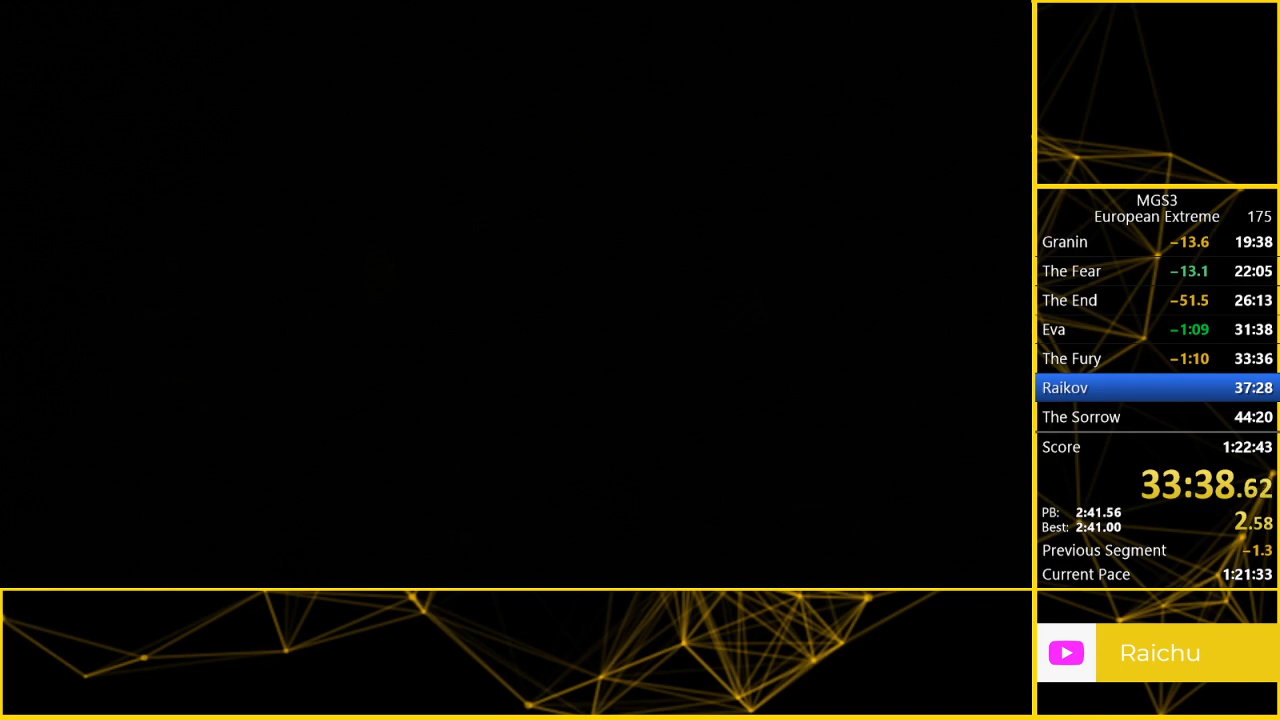 MGS3
European Extreme 175
Granin −13.6 19:38
The Fear −13.1 22:05
The End −51.5 26:13
Eva −1:09 31:38
The Fury −1:10 33:36
Raikov 37:28
The Sorrow 44:20
Score 1:22:43
33:38.62
PB: 2:41.56
Best: 2:41.00
2.58
Previous Segment −1.3
Current Pace 1:21:33
Raichu